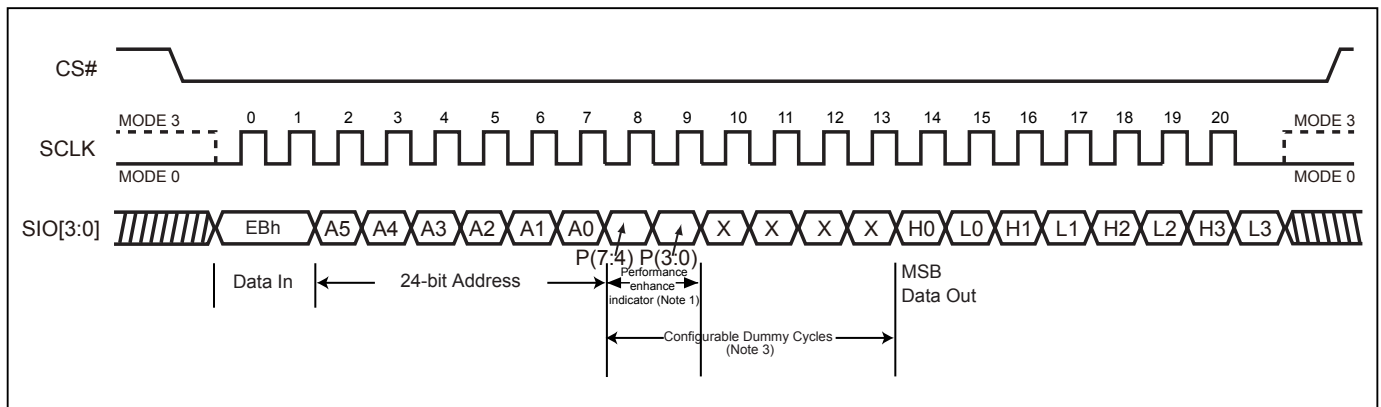 CS#
MODE 3
0 1 2 3 4 5 6 7 8 9 10 11 12 13 14 15 16 17 18 19 20
MODE 3
SCLK
MODE 0
MODE 0
SIO[3:0]
EBh A5 A4 A3 A2 A1 A0 X X X X H0 L0 H1 L1 H2 L2 H3 L3
P(7:4) P(3:0)
Data In
24-bit Address
Performance
enhance
indicator (Note 1)
MSB
Data Out
Configurable Dummy Cycles
(Note 3)